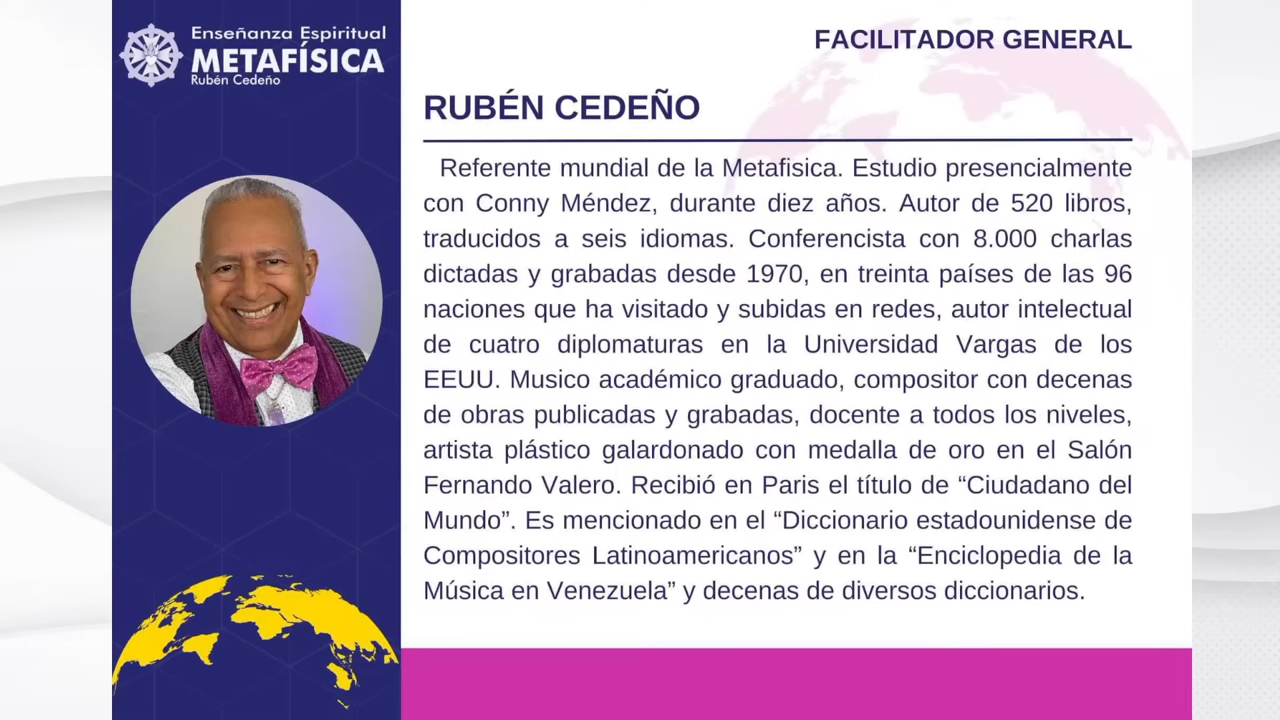 Enseñanza Espiritual
METAFÍSICA
Rubén Cedeño
FACILITADOR GENERAL
RUBÉN CEDEÑO
Referente mundial de la Metafisica. Estudio presencialmente
con Conny Méndez, durante diez años. Autor de 520 libros,
traducidos a seis idiomas. Conferencista con 8.000 charlas
dictadas y grabadas desde 1970, en treinta países de las 96
naciones que ha visitado y subidas en redes, autor intelectual
de cuatro diplomaturas en la Universidad Vargas de los
EEUU. Musico académico graduado, compositor con decenas
de obras publicadas y grabadas, docente a todos los niveles,
artista plástico galardonado con medalla de oro en el Salón
Fernando Valero. Recibió en Paris el título de “Ciudadano del
Mundo”. Es mencionado en el “Diccionario estadounidense de
Compositores Latinoamericanos” y en la “Enciclopedia de la
Música en Venezuela” y decenas de diversos diccionarios.